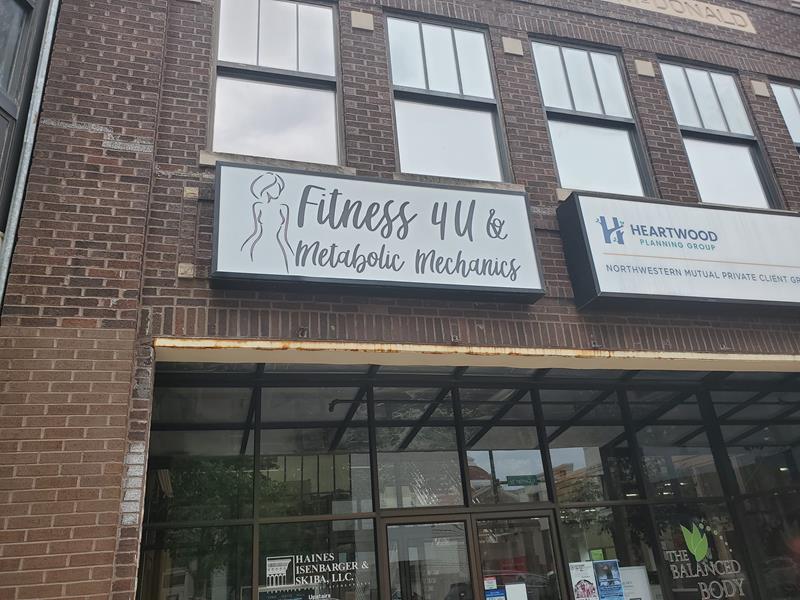 McDONALD
Fitness 4U &
Metabolic Mechanics
HEARTWOOD
PLANNING GROUP
NORTHWESTERN MUTUAL PRIVATE CLIENT GR
HAINES
ISENBARGER &
SKIBA, LLC.
Upstairs
THE
BALANCED
BODY